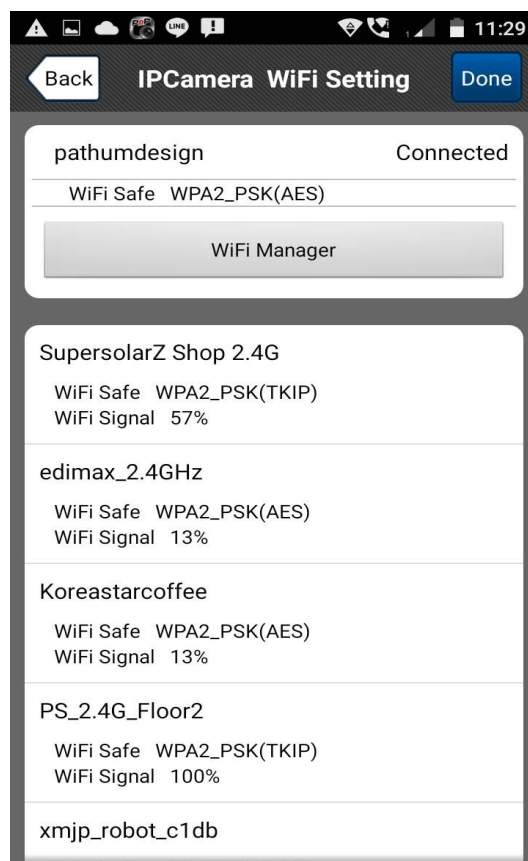 LINE 11:29
Back IPCamera WiFi Setting Done
pathumdesign Connected
WiFi Safe WPA2_PSK(AES)
WiFi Manager
SupersolarZ Shop 2.4G
WiFi Safe WPA2_PSK(TKIP)
WiFi Signal 57%
edimax_2.4GHz
WiFi Safe WPA2_PSK(AES)
WiFi Signal 13%
Koreastarcoffee
WiFi Safe WPA2_PSK(AES)
WiFi Signal 13%
PS_2.4G_Floor2
WiFi Safe WPA2_PSK(TKIP)
WiFi Signal 100%
xmjp_robot_c1db